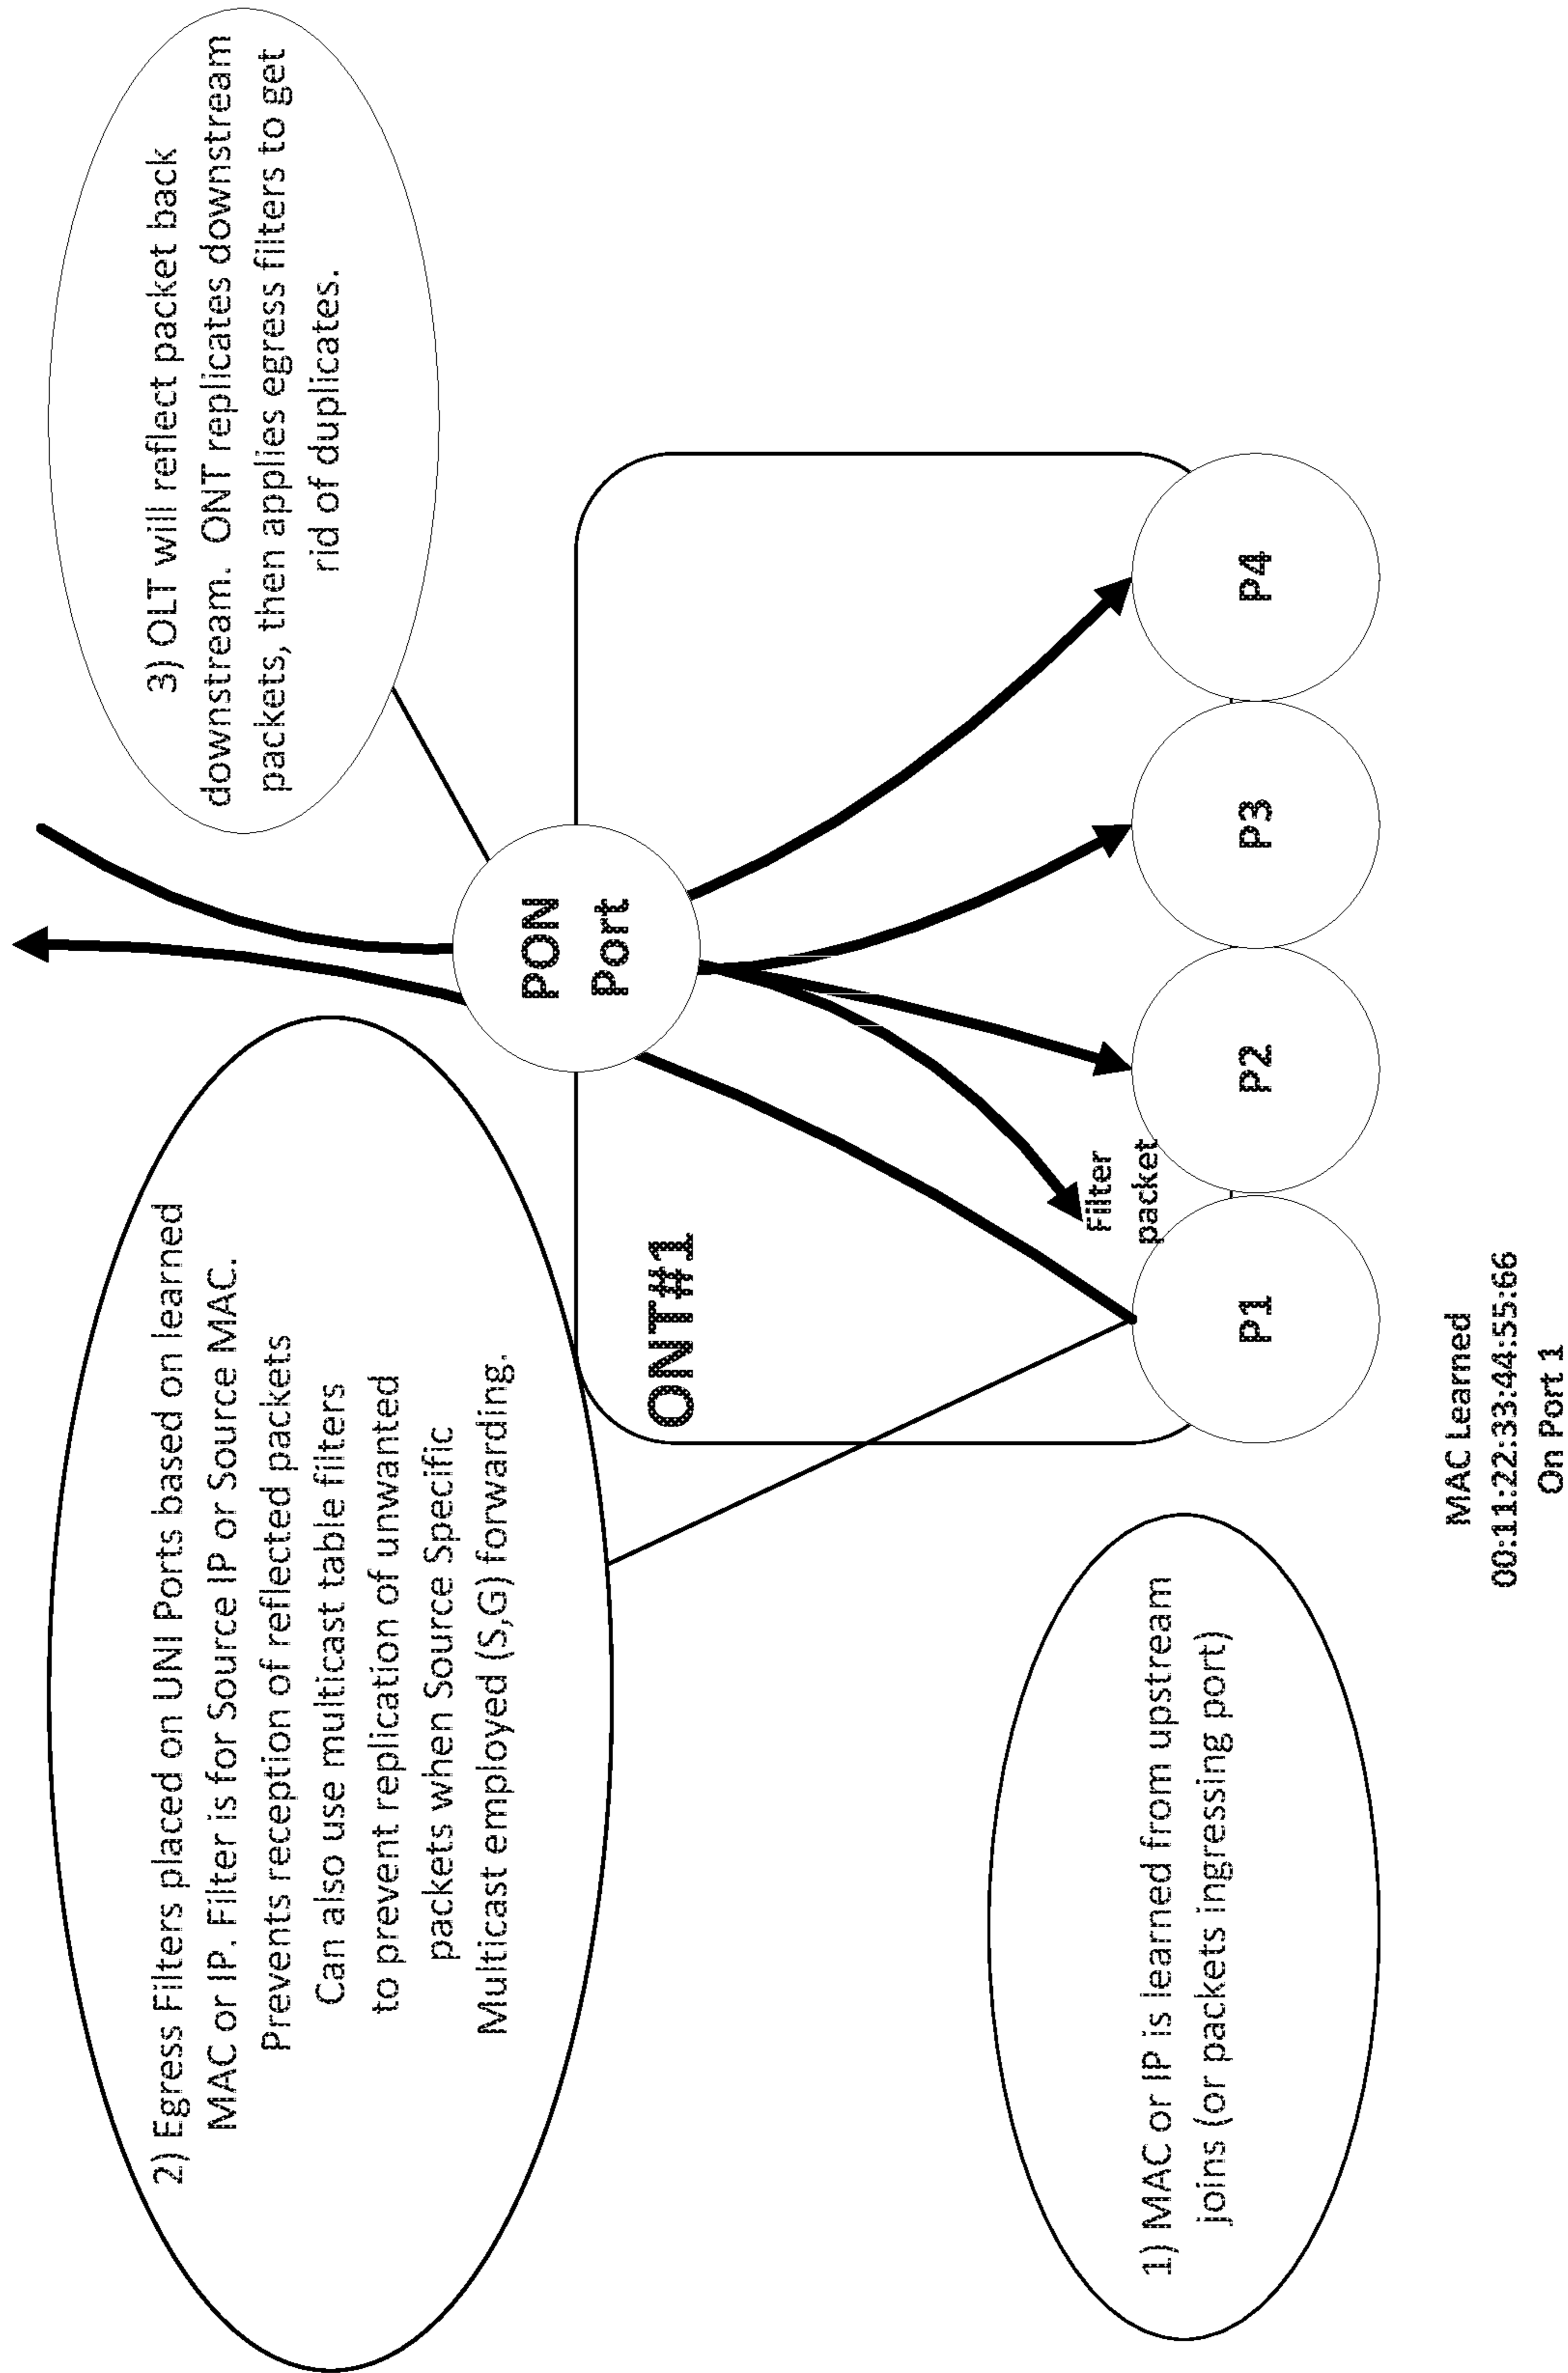 2) Egress Filters placed on UNI Ports based on learned
MAC or IP. Filter is for Source IP or Source MAC.
Prevents reception of reflected packets
Can also use multicast table filters
to prevent replication of unwanted
packets when Source Specific
Multicast employed (S,G) forwarding.
3) OLT will reflect packet back
downstream. ONT replicates downstream
packets, then applies egress filters to get
rid of duplicates.
PON
Port
ONT#1
Filter
packet
1) MAC or IP is learned from upstream
joins (or packets ingressing port)
P1
P2
P3
P4
MAC Learned
00:11:22:33:44:55:66
On Port 1